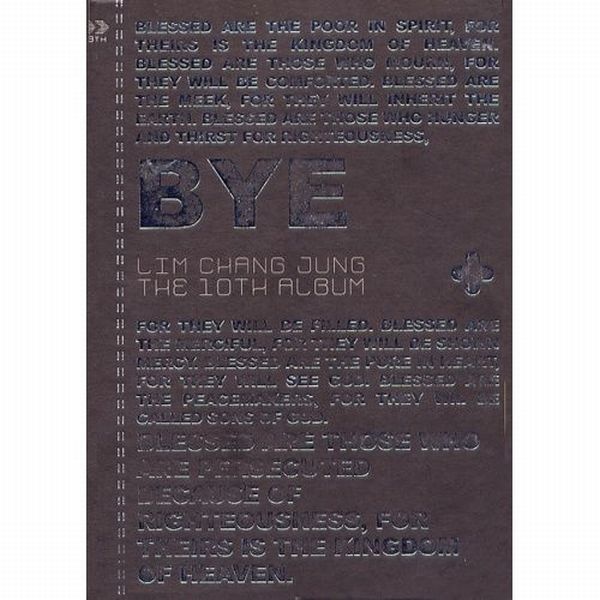 3TH
BLESSED ARE THE POOR IN SPIRIT, FOR
THEIRS IS THE KINGDOM OF HEAVEN.
BLESSED ARE THOSE WHO MOURN, FOR
THEY WILL BE COMFORTED. BLESSED ARE
THE MEEK, FOR THEY WILL INHERIT THE
EARTH. BLESSED ARE THOSE WHO HUNGER
AND THIRST FOR RIGHTEOUSNESS,
BYE
LIM CHANG JUNG
THE 10TH ALBUM
FOR THEY WILL BE FILLED. BLESSED ARE
THE MERCIFUL, FOR THEY WILL BE SHOWN
MERCY. BLESSED ARE THE PURE IN HEART,
FOR THEY WILL SEE GOD. BLESSED ARE
THE PEACEMAKERS, FOR THEY WILL BE
CALLED SONS OF GOD.
BLESSED ARE THOSE WHO
ARE PERSECUTED
BECAUSE OF
RIGHTEOUSNESS, FOR
THEIRS IS THE KINGDOM
OF HEAVEN.